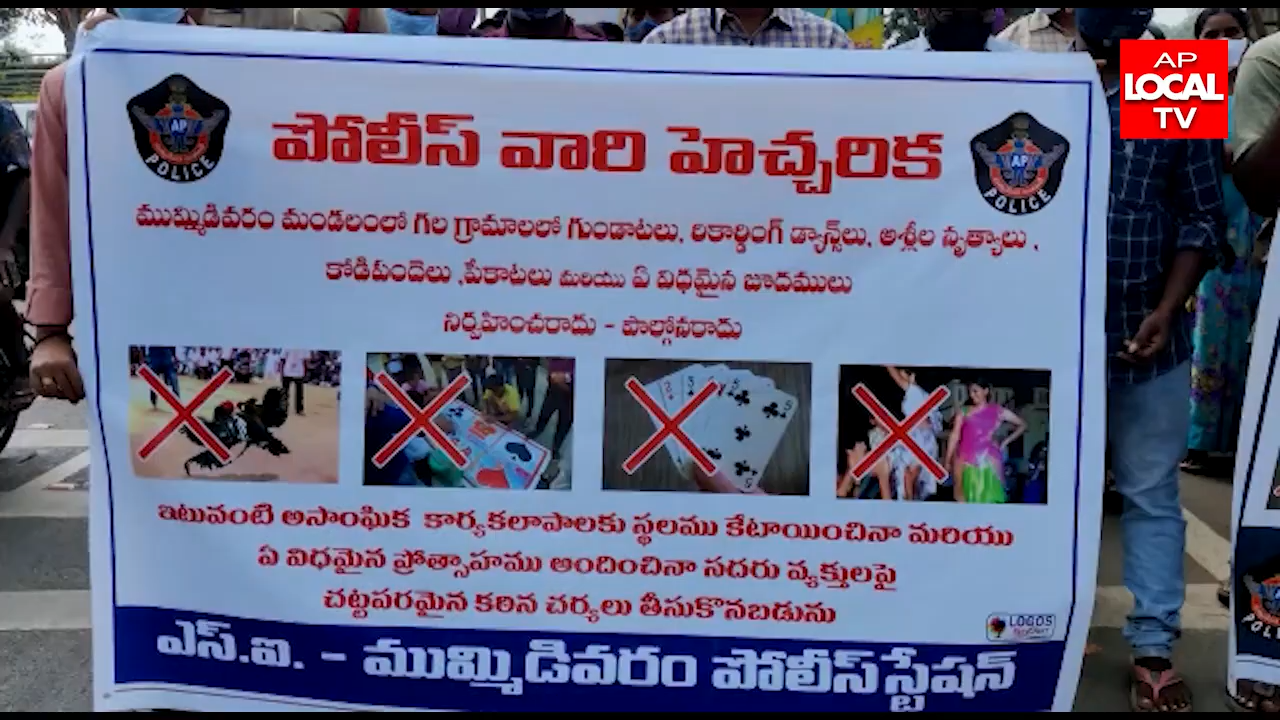 AP
LOCAL
TV
పోలీస్ వారి హెచ్చరిక
AP
POLICE
AP
POLICE
ముమ్మిడివరం మండలంలో గల గ్రామాలలో గుండాటలు, రికార్డింగ్ డ్యాన్స్‌లు, అశ్లీల నృత్యాలు ,
కోడిపందెలు ,పేకాటలు మరియు ఏ విధమైన జూదములు
నిర్వహించరాదు - పాల్గోనరాదు
ఇటువంటి అసాంఘిక కార్యకలాపాలకు స్థలము కేటాయించినా మరియు
ఏ విధమైన ప్రోత్సాహము అందించినా సదరు వ్యక్తులపై
చట్టపరమైన కఠిన చర్యలు తీసుకొనబడును
LOGOS
ఎస్.ఐ. - ముమ్మిడివరం పోలీస్ స్టేషన్
POLICE